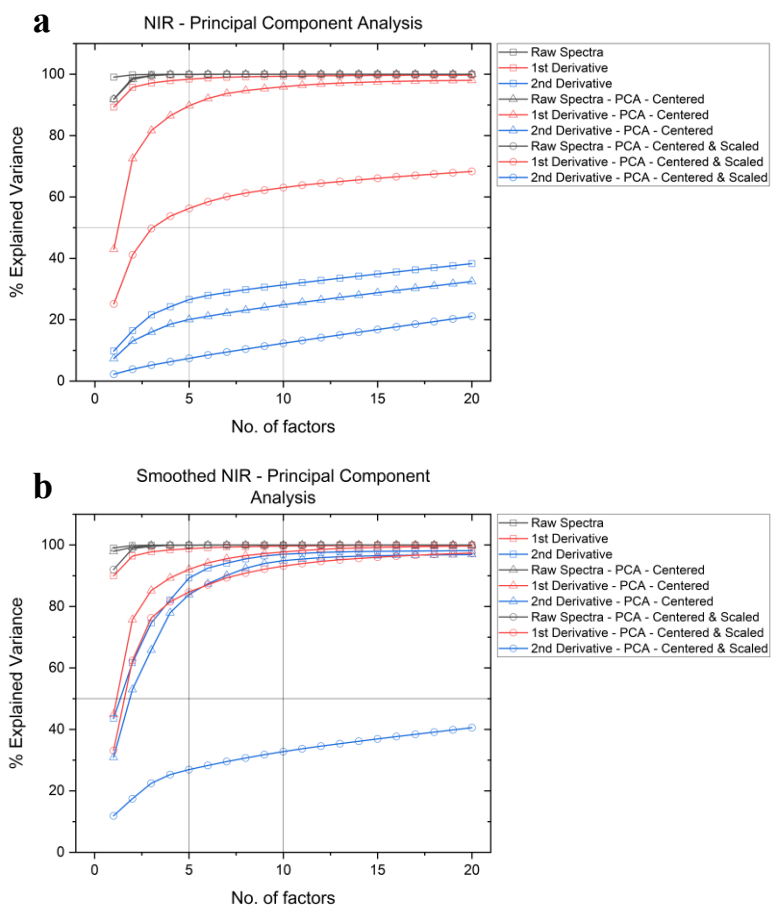 a
NIR - Principal Component Analysis
% Explained Variance
100
80
60
40
20
0
0 5 10 15 20
No. of factors
Raw Spectra
1st Derivative
2nd Derivative
Raw Spectra - PCA - Centered
1st Derivative - PCA - Centered
2nd Derivative - PCA - Centered
Raw Spectra - PCA - Centered & Scaled
1st Derivative - PCA - Centered & Scaled
2nd Derivative - PCA - Centered & Scaled
b
Smoothed NIR - Principal Component
Analysis
% Explained Variance
100
80
60
40
20
0
0 5 10 15 20
No. of factors
Raw Spectra
1st Derivative
2nd Derivative
Raw Spectra - PCA - Centered
1st Derivative - PCA - Centered
2nd Derivative - PCA - Centered
Raw Spectra - PCA - Centered & Scaled
1st Derivative - PCA - Centered & Scaled
2nd Derivative - PCA - Centered & Scaled